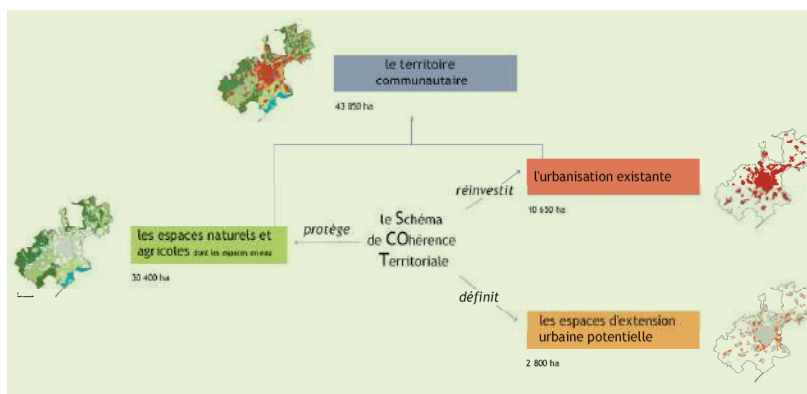 le territoire
communautaire
43 850 ha
réinvestit
l'urbanisation existante
10 650 ha
les espaces naturels et
agricoles dont les espaces en eau
30 400 ha
protège
le Schéma
de COhérence
Territoriale
définit
les espaces d'extension
urbaine potentielle
2 800 ha